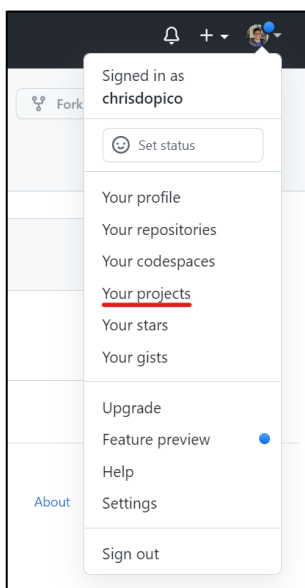 Signed in as
chrisdopico
Fork
Set status
Your profile
Your repositories
Your codespaces
Your projects
Your stars
Your gists
Upgrade
Feature preview
Help
About
Settings
Sign out